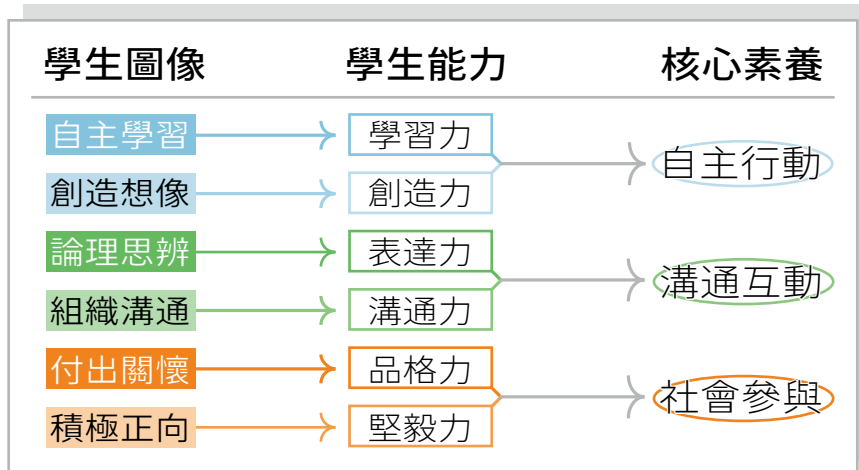 學生圖像 學生能力 核心素養
自主學習 學習力
自主行動
創造想像 創造力
論理思辨 表達力
溝通互動
組織溝通 溝通力
付出關懷 品格力
社會參與
積極正向 堅毅力